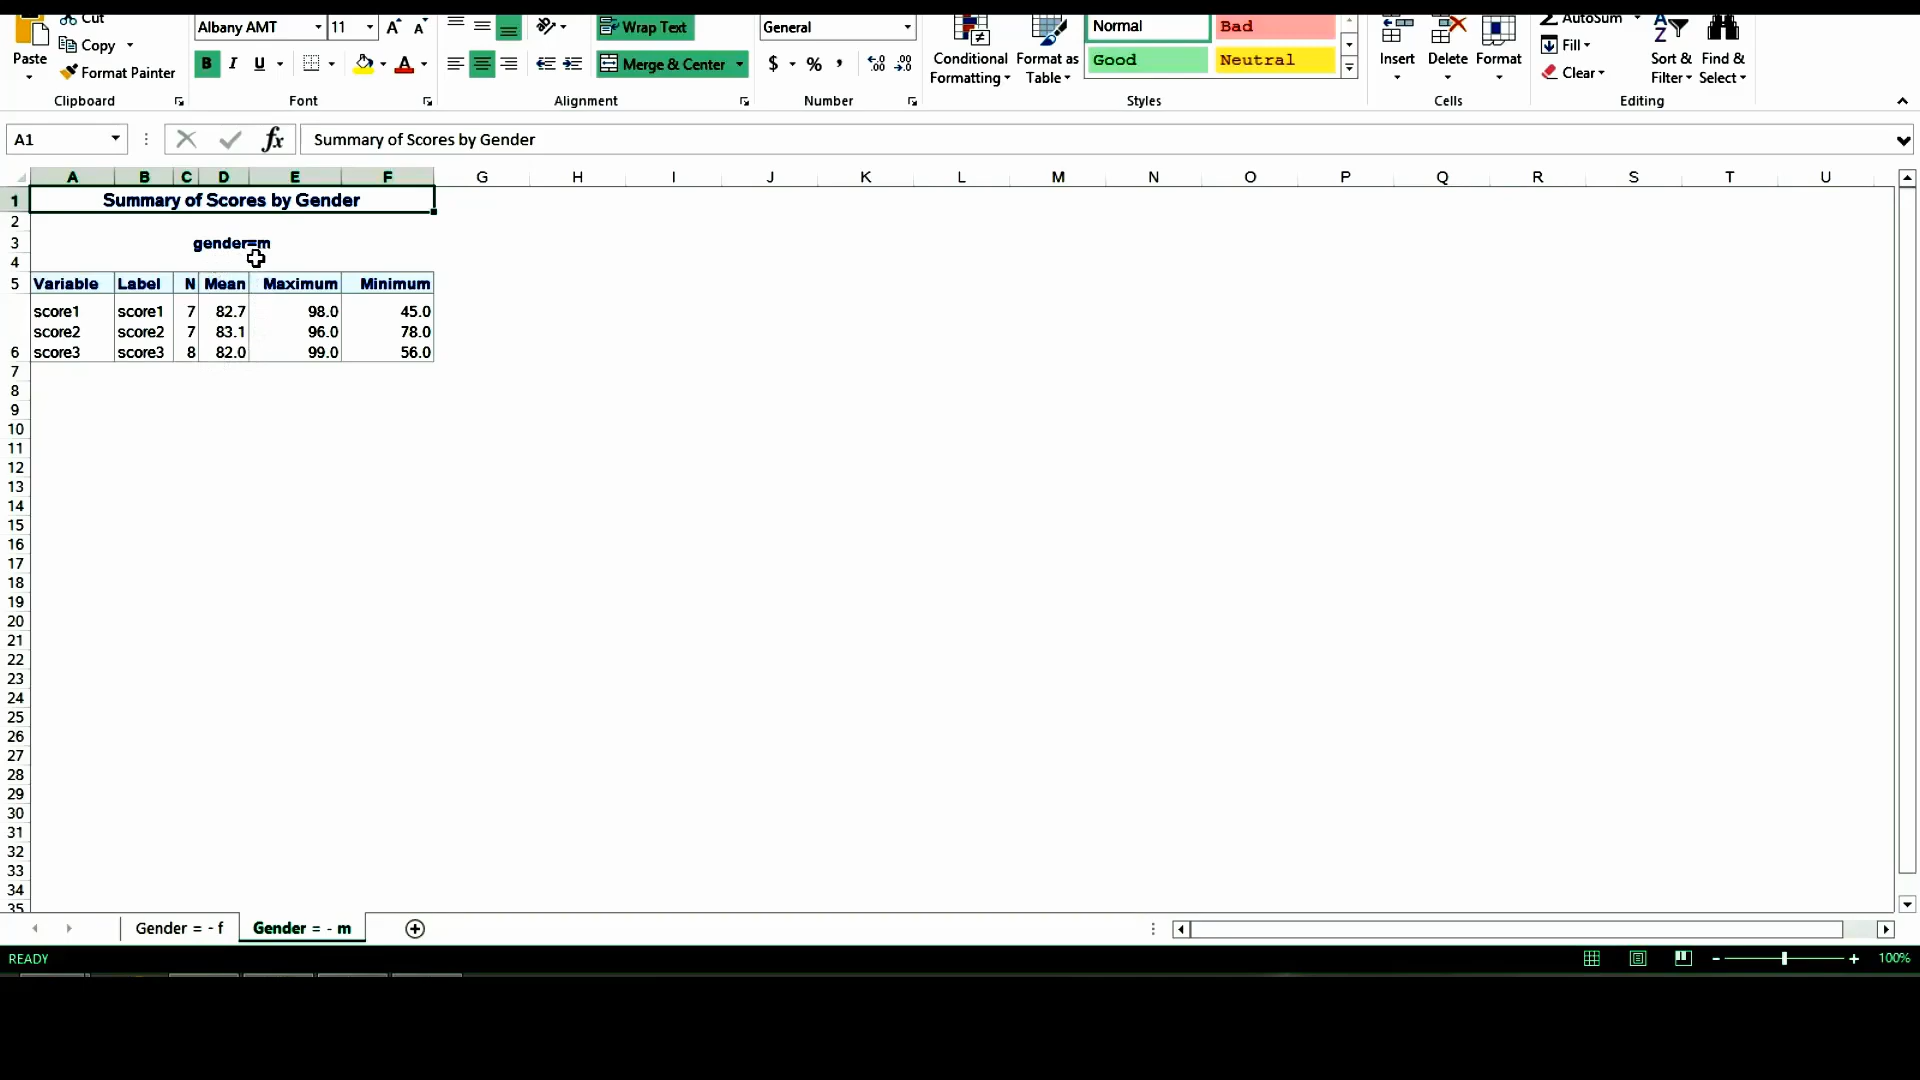 Cut
Copy
Format Painter
Paste
Clipboard
Albany AMT 11
B I U
Font
Wrap Text
Merge & Center
Alignment
General
$ % ,
Number
Conditional Formatting
Format as Table
Normal Bad
Good Neutral
Styles
Insert Delete Format
Cells
AutoSum
Fill
Clear
Sort & Filter
Find & Select
Editing
A1 fx Summary of Scores by Gender
A B C D E F G H I J K L M N O P Q R S T U
1 Summary of Scores by Gender
2
3 gender=m
4
5 Variable Label N Mean Maximum Minimum
score1 score1 7 82.7 98.0 45.0
score2 score2 7 83.1 96.0 78.0
6 score3 score3 8 82.0 99.0 56.0
7
8
9
10
11
12
13
14
15
16
17
18
19
20
21
22
23
24
25
26
27
28
29
30
31
32
33
34
35
Gender = - f Gender = - m
READY 100%